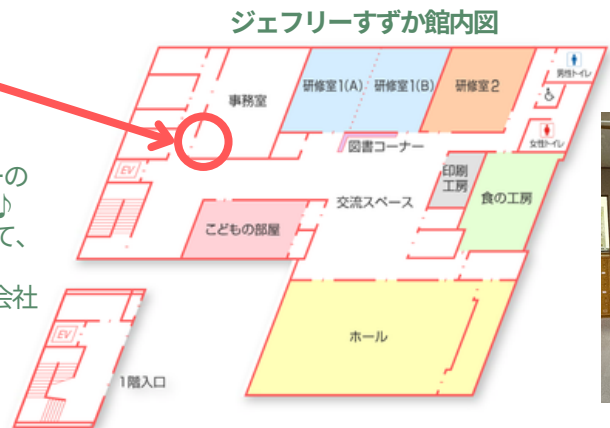 ジェフリーすずか館内図
事務室
研修室1(A)
研修室1(B)
研修室2
男性トイレ
女性トイレ
図書コーナー
EV
印刷
工房
食の工房
交流スペース
こどもの部屋
ーの
♪
て、
会社
EV
1階入口
ホール